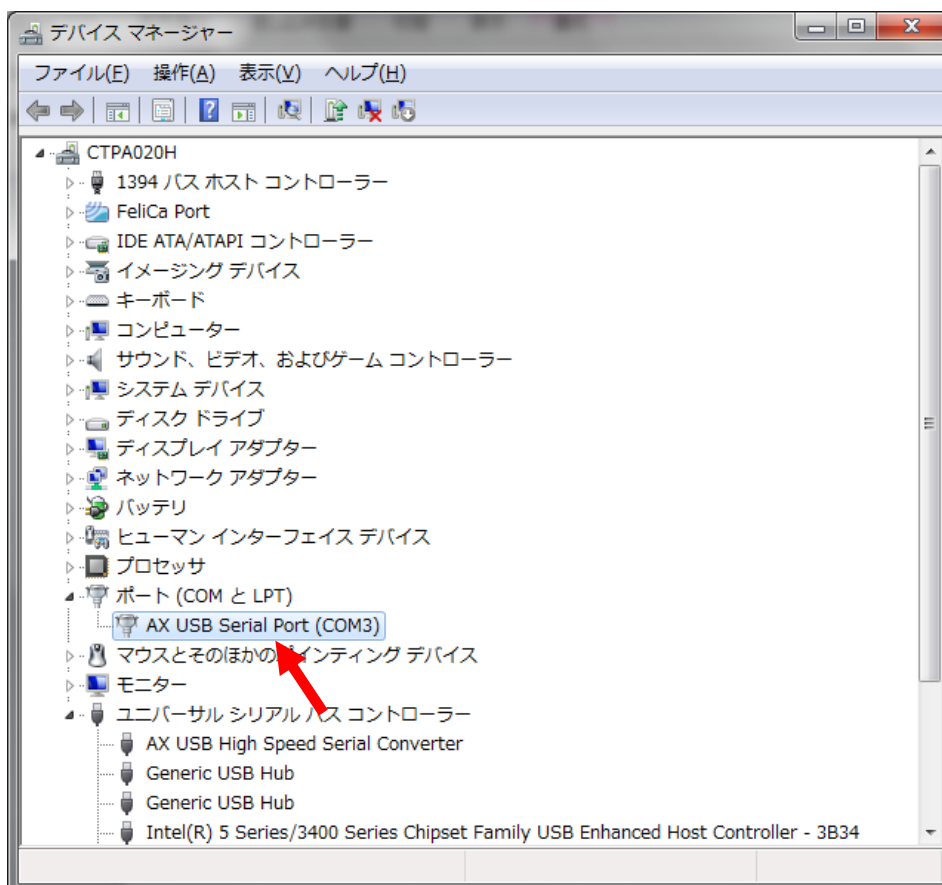 デバイス マネージャー
ファイル(F) 操作(A) 表示(V) ヘルプ(H)
CTPA020H
1394 バス ホスト コントローラー
FeliCa Port
IDE ATA/ATAPI コントローラー
イメージング デバイス
キーボード
コンピューター
サウンド、ビデオ、およびゲーム コントローラー
システム デバイス
ディスク ドライブ
ディスプレイ アダプター
ネットワーク アダプター
バッテリ
ヒューマン インターフェイス デバイス
プロセッサ
ポート (COM と LPT)
AX USB Serial Port (COM3)
マウスとそのほかのポインティング デバイス
モニター
ユニバーサル シリアル バス コントローラー
AX USB High Speed Serial Converter
Generic USB Hub
Generic USB Hub
Intel(R) 5 Series/3400 Series Chipset Family USB Enhanced Host Controller - 3B34